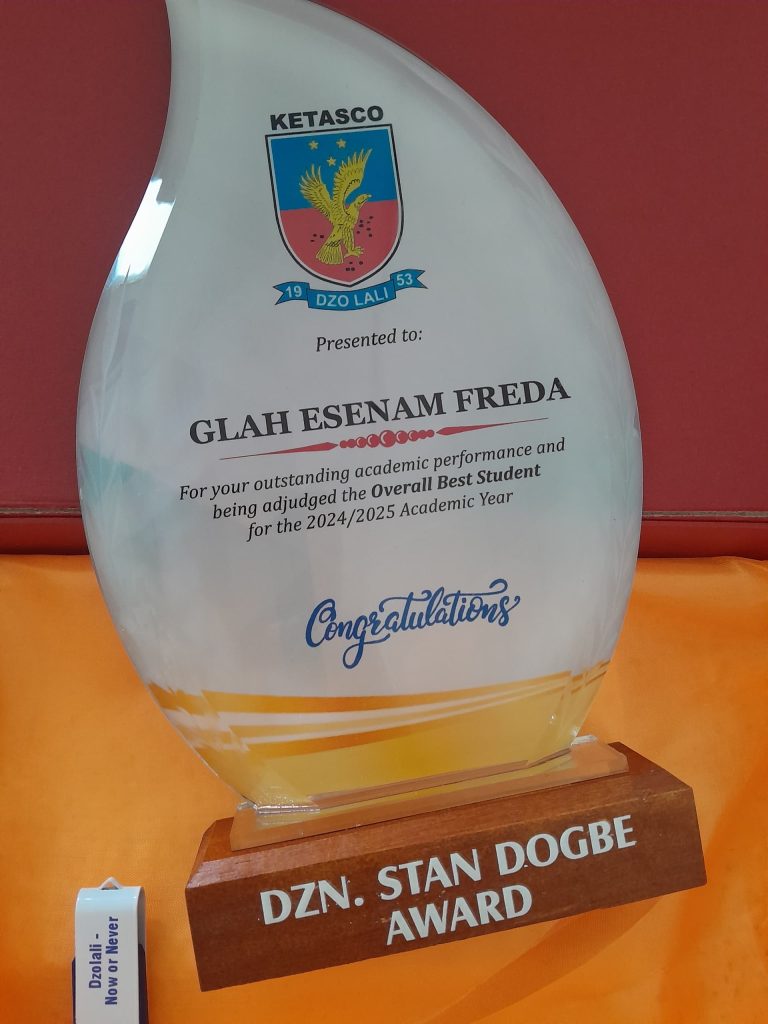 KETASCO
19 DZO LALI 53
Presented to:
GLAH ESENAM FREDA
For your outstanding academic performance and
being adjudged the Overall Best Student
for the 2024/2025 Academic Year
Congratulations
DZN. STAN DOGBE
AWARD
Dzolali -
Now or Never